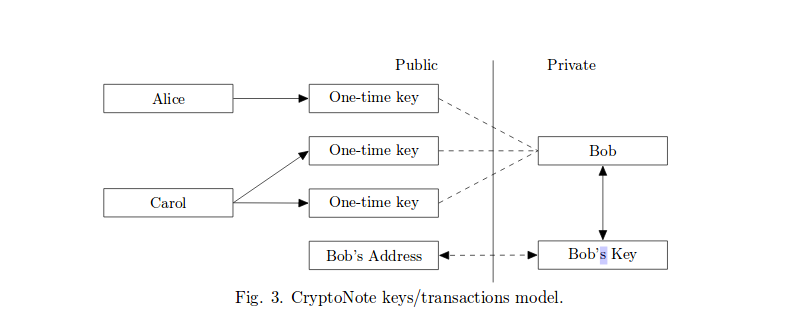 Public Private
Alice One-time key
One-time key Bob
Carol One-time key
Bob's Address Bob's Key
Fig. 3. CryptoNote keys/transactions model.